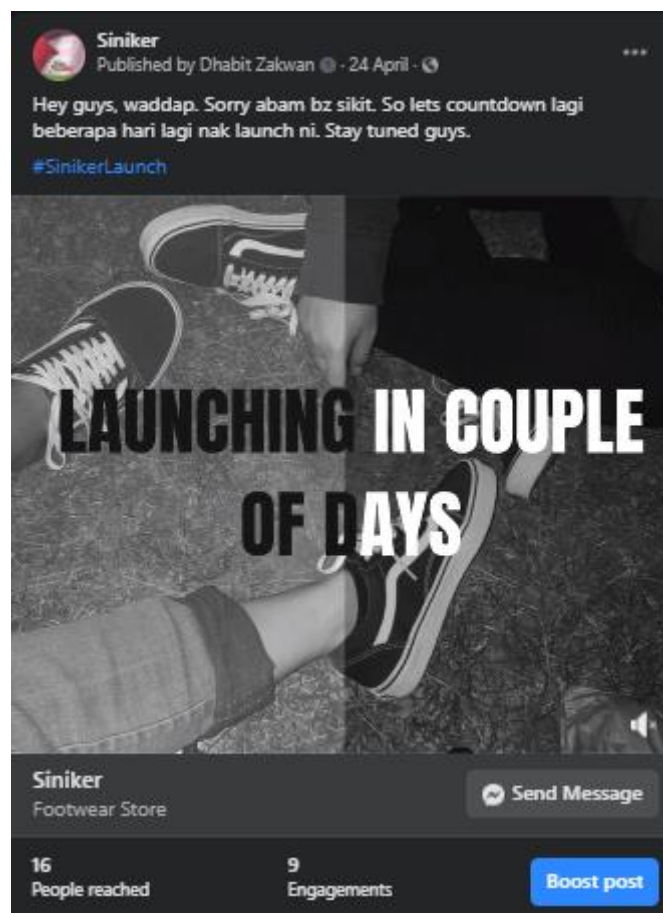 Siniker
Published by Dhabit Zakwan · 24 April ·
Hey guys, waddap. Sorry abam bz sikit. So lets countdown lagi
beberapa hari lagi nak launch ni. Stay tuned guys.
#SinikerLaunch
LAUNCHING IN COUPLE
OF DAYS
Siniker
Footwear Store
Send Message
16
People reached
9
Engagements
Boost post